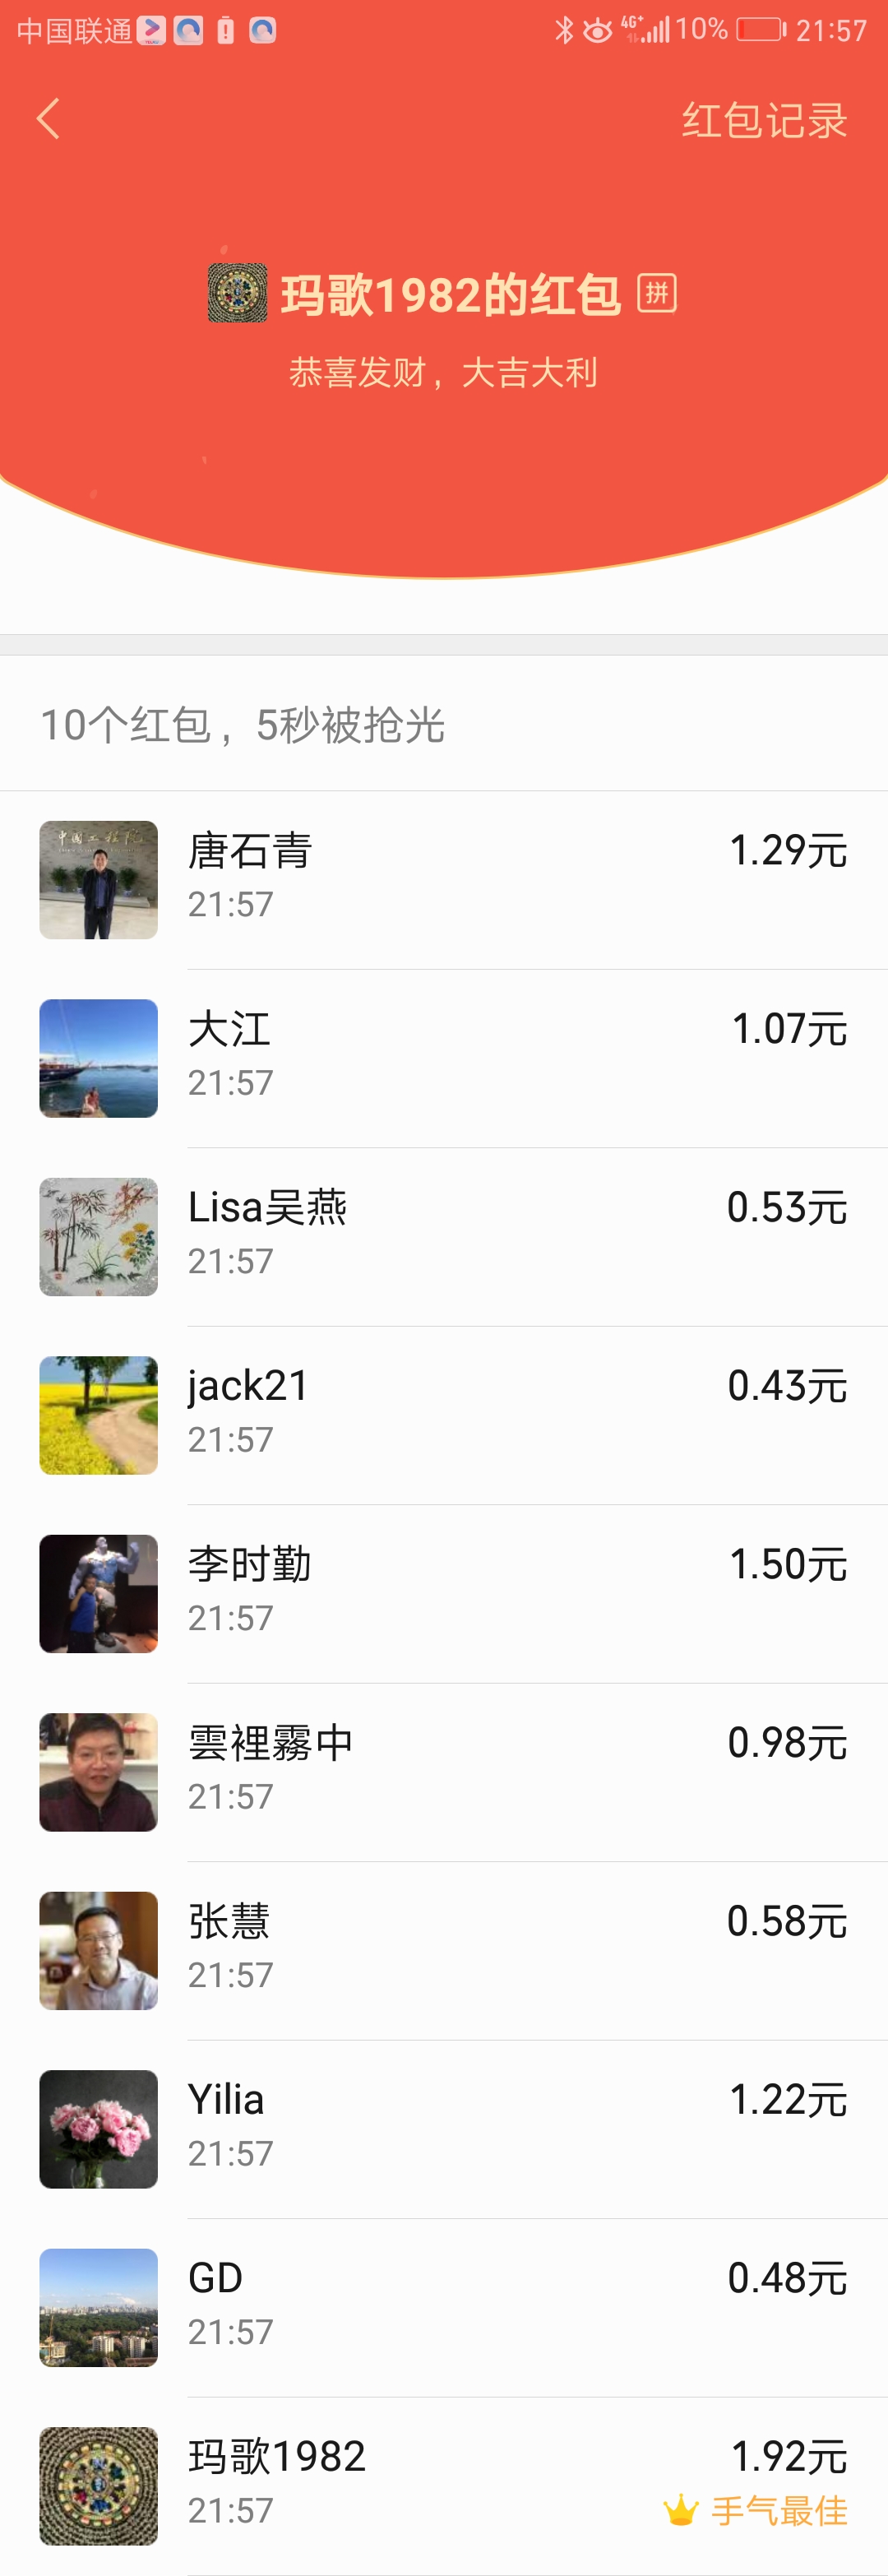 中国联通 4G+ 10% 21:57
红包记录
玛歌1982的红包 拼
恭喜发财，大吉大利
10个红包，5秒被抢光
中国工程院
唐石青 1.29元
21:57
大江 1.07元
21:57
Lisa吴燕 0.53元
21:57
jack21 0.43元
21:57
李时勤 1.50元
21:57
雲裡霧中 0.98元
21:57
张慧 0.58元
21:57
Yilia 1.22元
21:57
GD 0.48元
21:57
玛歌1982 1.92元
21:57 手气最佳